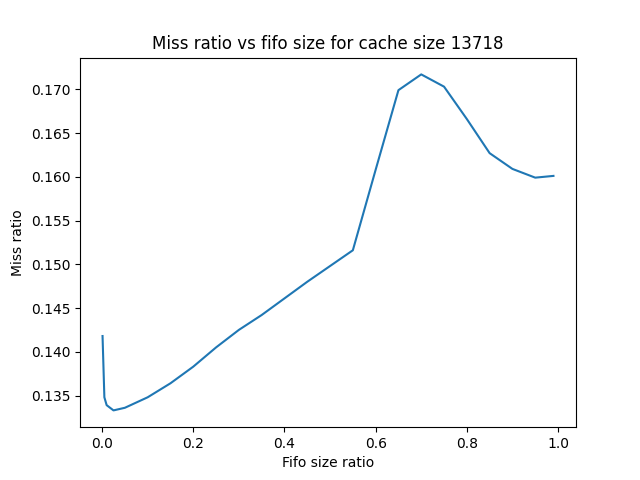 Miss ratio vs fifo size for cache size 13718
0.170
0.165
0.160
0.155
0.150
0.145
0.140
0.135
Miss ratio
0.0 0.2 0.4 0.6 0.8 1.0
Fifo size ratio